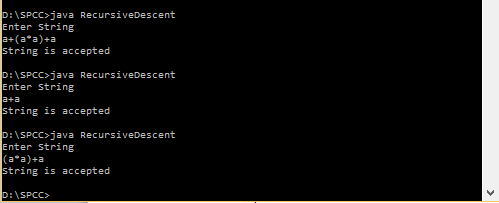 D:\SPCC>java RecursiveDescent
Enter String
a+(a*a)+a
String is accepted
D:\SPCC>java RecursiveDescent
Enter String
a+a
String is accepted
D:\SPCC>java RecursiveDescent
Enter String
(a*a)+a
String is accepted
D:\SPCC>